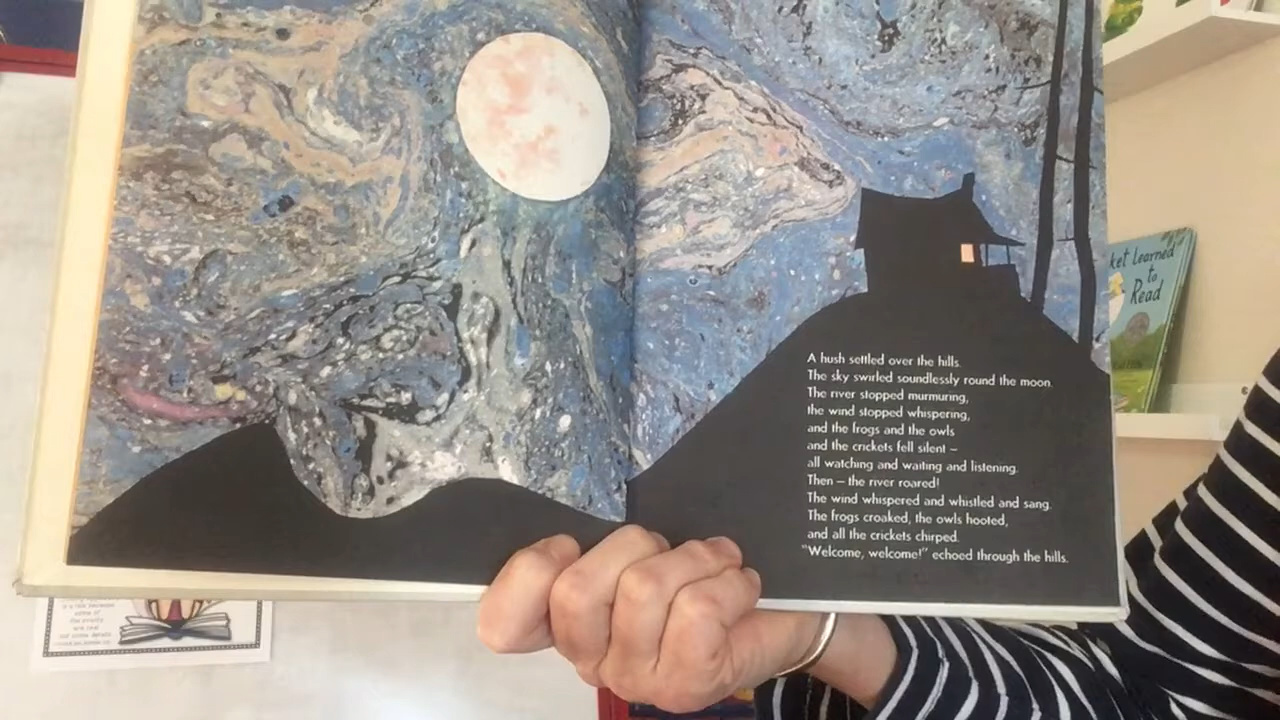 A hush settled over the hills.
The sky swirled soundlessly round the moon.
The river stopped murmuring,
the wind stopped whispering,
and the frogs and the owls
and the crickets fell silent —
all watching and waiting and listening.
Then — the river roared!
The wind whispered and whistled and sang.
The frogs croaked, the owls hooted,
and all the crickets chirped.
"Welcome, welcome!" echoed through the hills.
Learned
to
Read